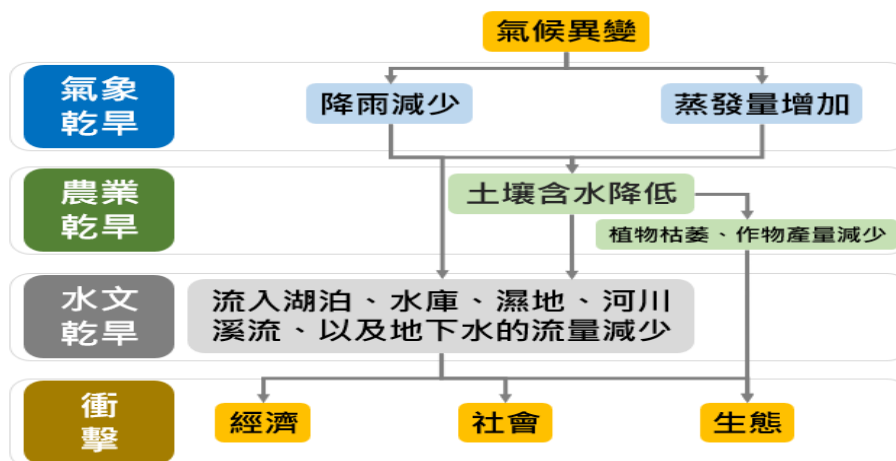 氣候異變
氣象
乾旱
降雨減少
蒸發量增加
農業
乾旱
土壤含水降低
植物枯萎、作物產量減少
水文
乾旱
流入湖泊、水庫、濕地、河川
溪流、以及地下水的流量減少
衝
擊
經濟
社會
生態